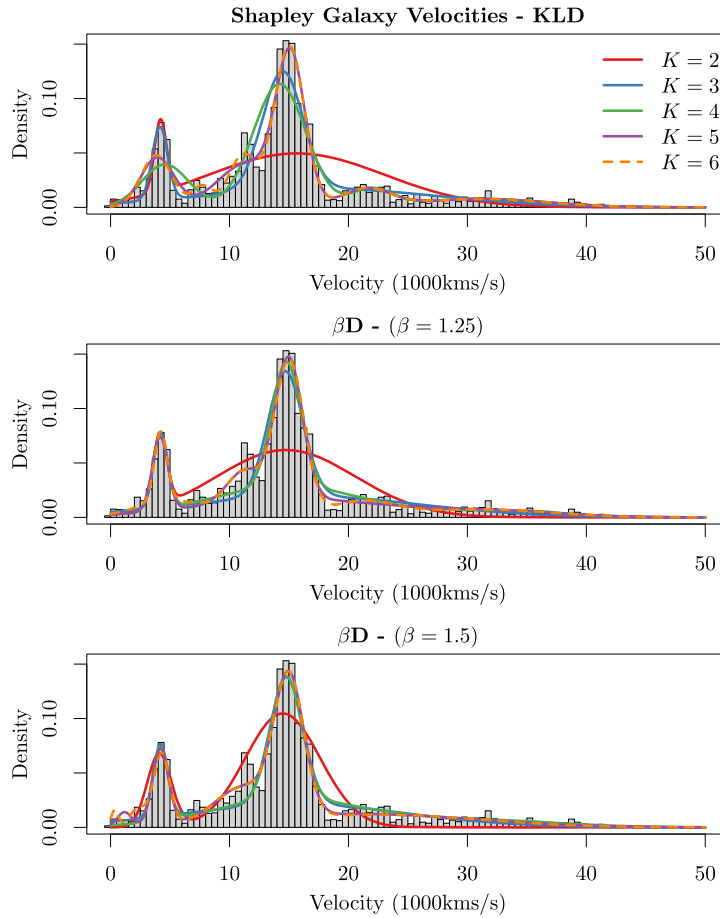 Shapley Galaxy Velocities - KLD
Density
0.00
0.10
K = 2
K = 3
K = 4
K = 5
K = 6
0 10 20 30 40 50
Velocity (1000kms/s)
βD - (β = 1.25)
Density
0.00
0.10
0 10 20 30 40 50
Velocity (1000kms/s)
βD - (β = 1.5)
Density
0.00
0.10
0 10 20 30 40 50
Velocity (1000kms/s)